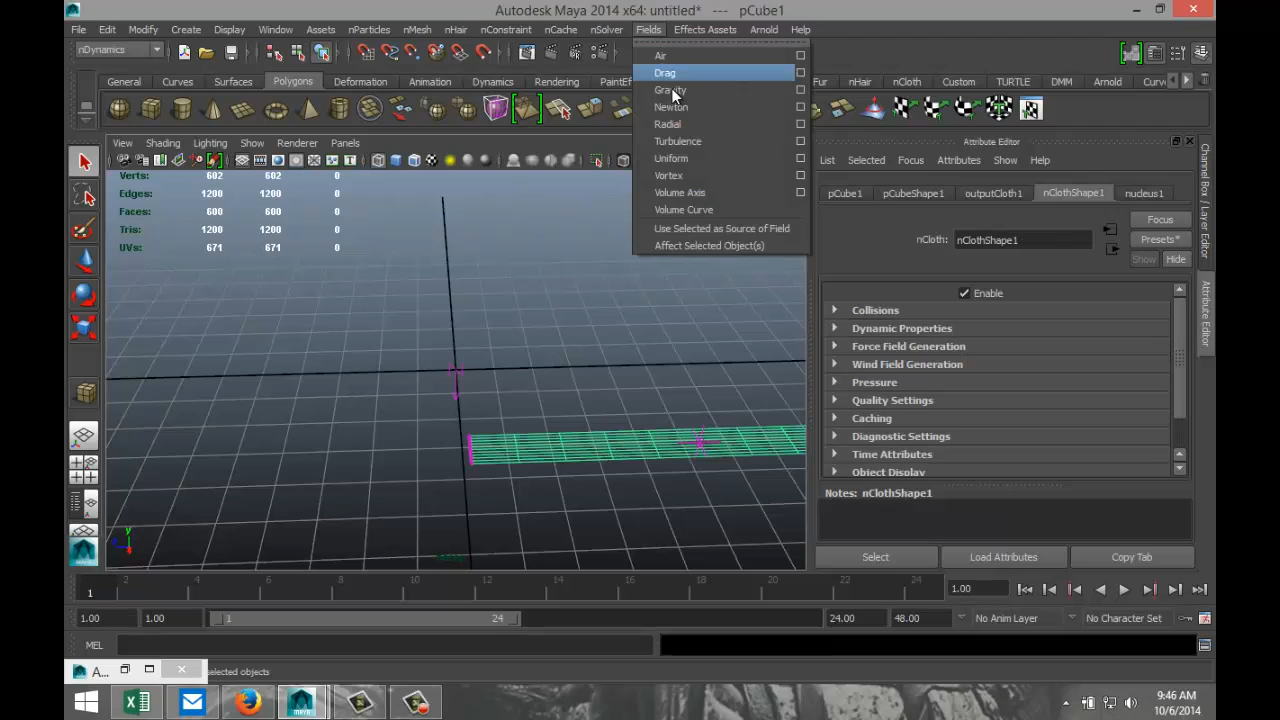 Autodesk Maya 2014 x64: untitled* --- pCube1
File Edit Modify Create Display Window Assets nParticles nMesh nHair nConstraint nCache nSolver Fields Effects Assets Arnold Help
nDynamics
General Curves Surfaces Polygons Deformation Animation Dynamics Rendering PaintEf Fur nHair nCloth Custom TURTLE DMM Arnold Curv
Air
Drag
Gravity
Newton
Radial
Turbulence
Uniform
Vortex
Volume Axis
Volume Curve
Use Selected as Source of Field
Affect Selected Object(s)
View Shading Lighting Show Renderer Panels
Verts: 602 602 0
Edges: 1200 1200 0
Faces: 600 600 0
Tris: 1200 1200 0
UVs: 671 671 0
Attribute Editor
List Selected Focus Attributes Show Help
pCube1 pCubeShape1 outputCloth1 nClothShape1 nucleus1
nCloth: nClothShape1
Focus
Presets*
Show Hide
Enable
Collisions
Dynamic Properties
Force Field Generation
Wind Field Generation
Pressure
Quality Settings
Caching
Diagnostic Settings
Time Attributes
Object Display
Notes: nClothShape1
Select Load Attributes Copy Tab
Channel Box / Layer Editor
Attribute Editor
2 4 6 8 10 12 14 16 18 20 22 24
1
1.00
1.00 1.00 1 24 24.00 48.00 No Anim Layer No Character Set
MEL
A...
selected objects
9:46 AM
10/6/2014